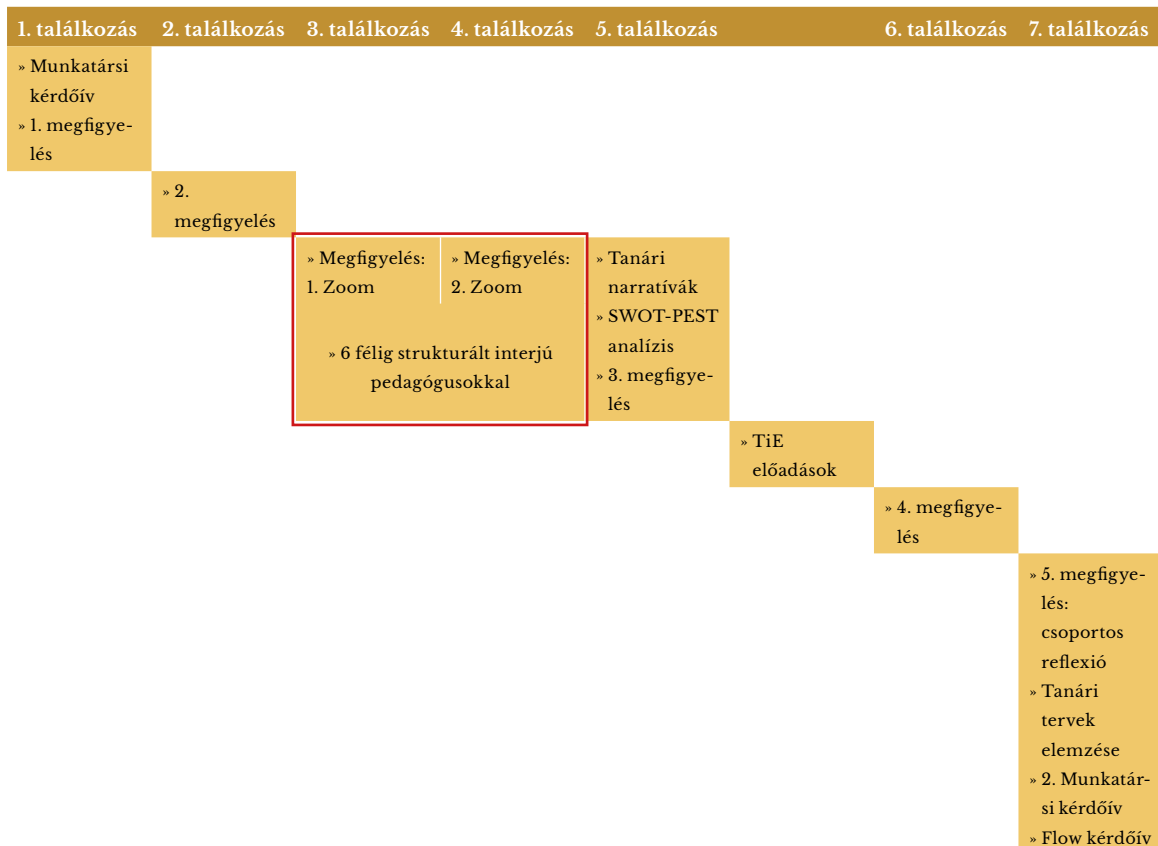 1. találkozás 2. találkozás 3. találkozás 4. találkozás 5. találkozás 6. találkozás 7. találkozás
» Munkatársi
kérdőív
» 1. megfigye-
lés
» 2.
megfigyelés
» Megfigyelés:
1. Zoom
» Megfigyelés:
2. Zoom
» 6 félig strukturált interjú
pedagógusokkal
» Tanári
narratívák
» SWOT-PEST
analízis
» 3. megfigye-
lés
» TiE
előadások
» 4. megfigye-
lés
» 5. megfigye-
lés:
csoportos
reflexió
» Tanári
tervek
elemzése
» 2. Munkatár-
si kérdőív
» Flow kérdőív